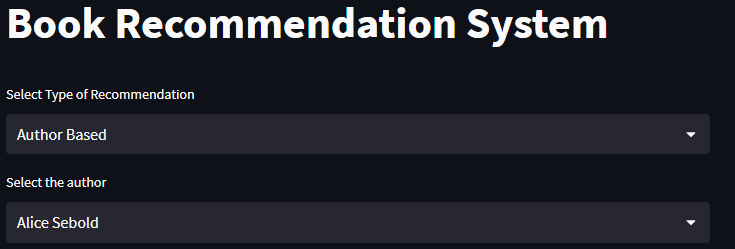 Book Recommendation System
Select Type of Recommendation
Author Based
Select the author
Alice Sebold